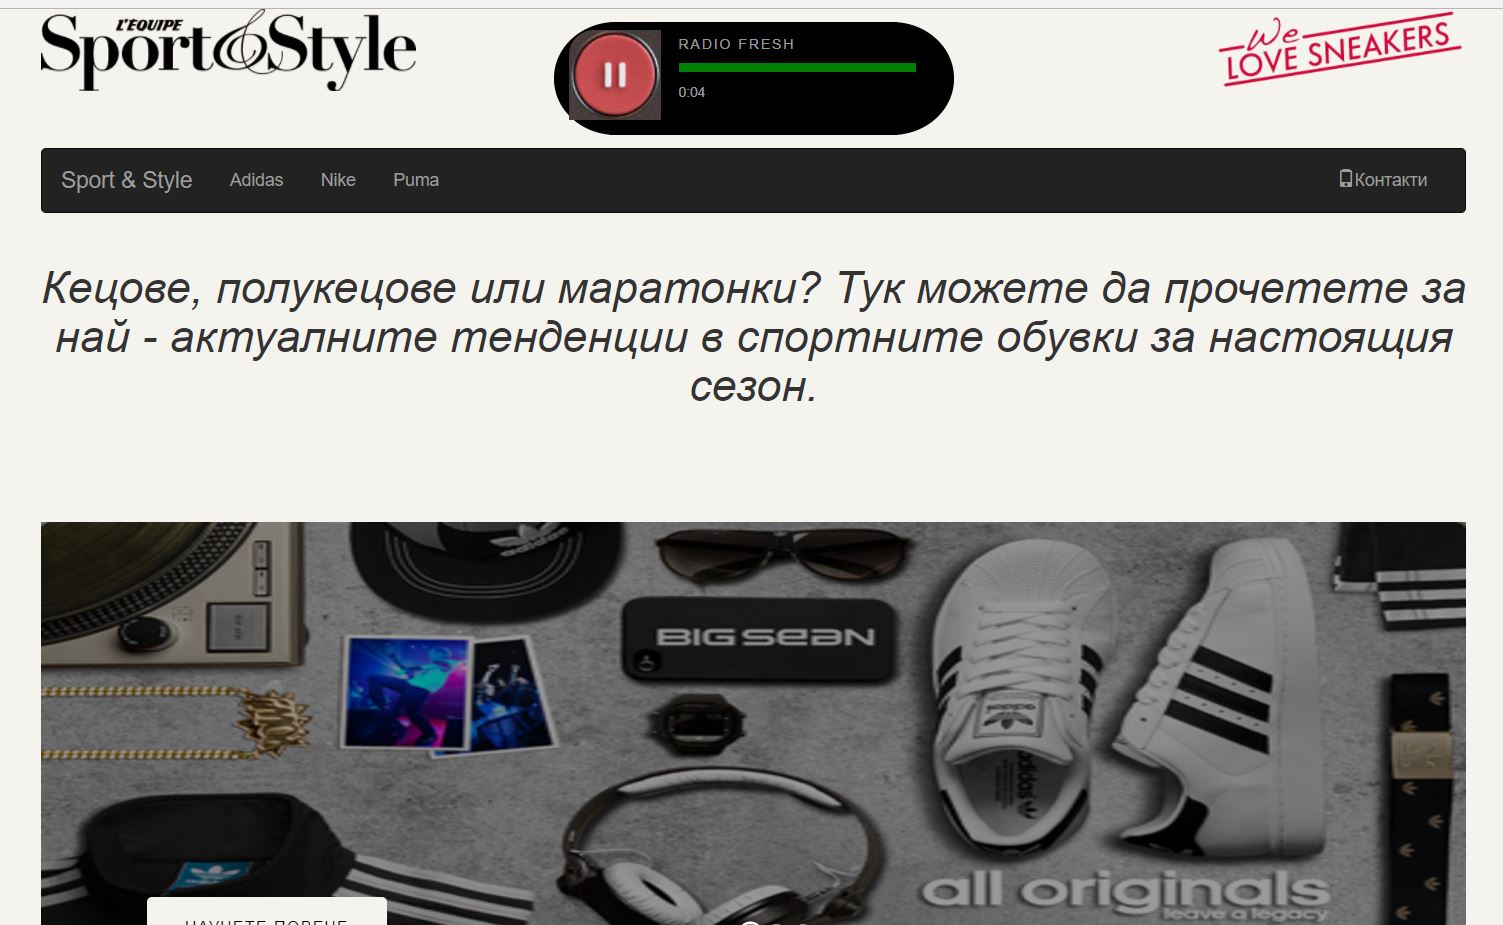 L'EQUIPE
Sport&Style
RADIO FRESH
0:04
We
LOVE SNEAKERS
Sport & Style
Adidas
Nike
Puma
Контакти
Кецове, полукецове или маратонки? Тук можете да прочетете за
най - актуалните тенденции в спортните обувки за настоящия
сезон.
adidas
BIG SEAN
adidas
adidas
all originals
leave a legacy
НАУЧЕТЕ ПОВЕЧЕ